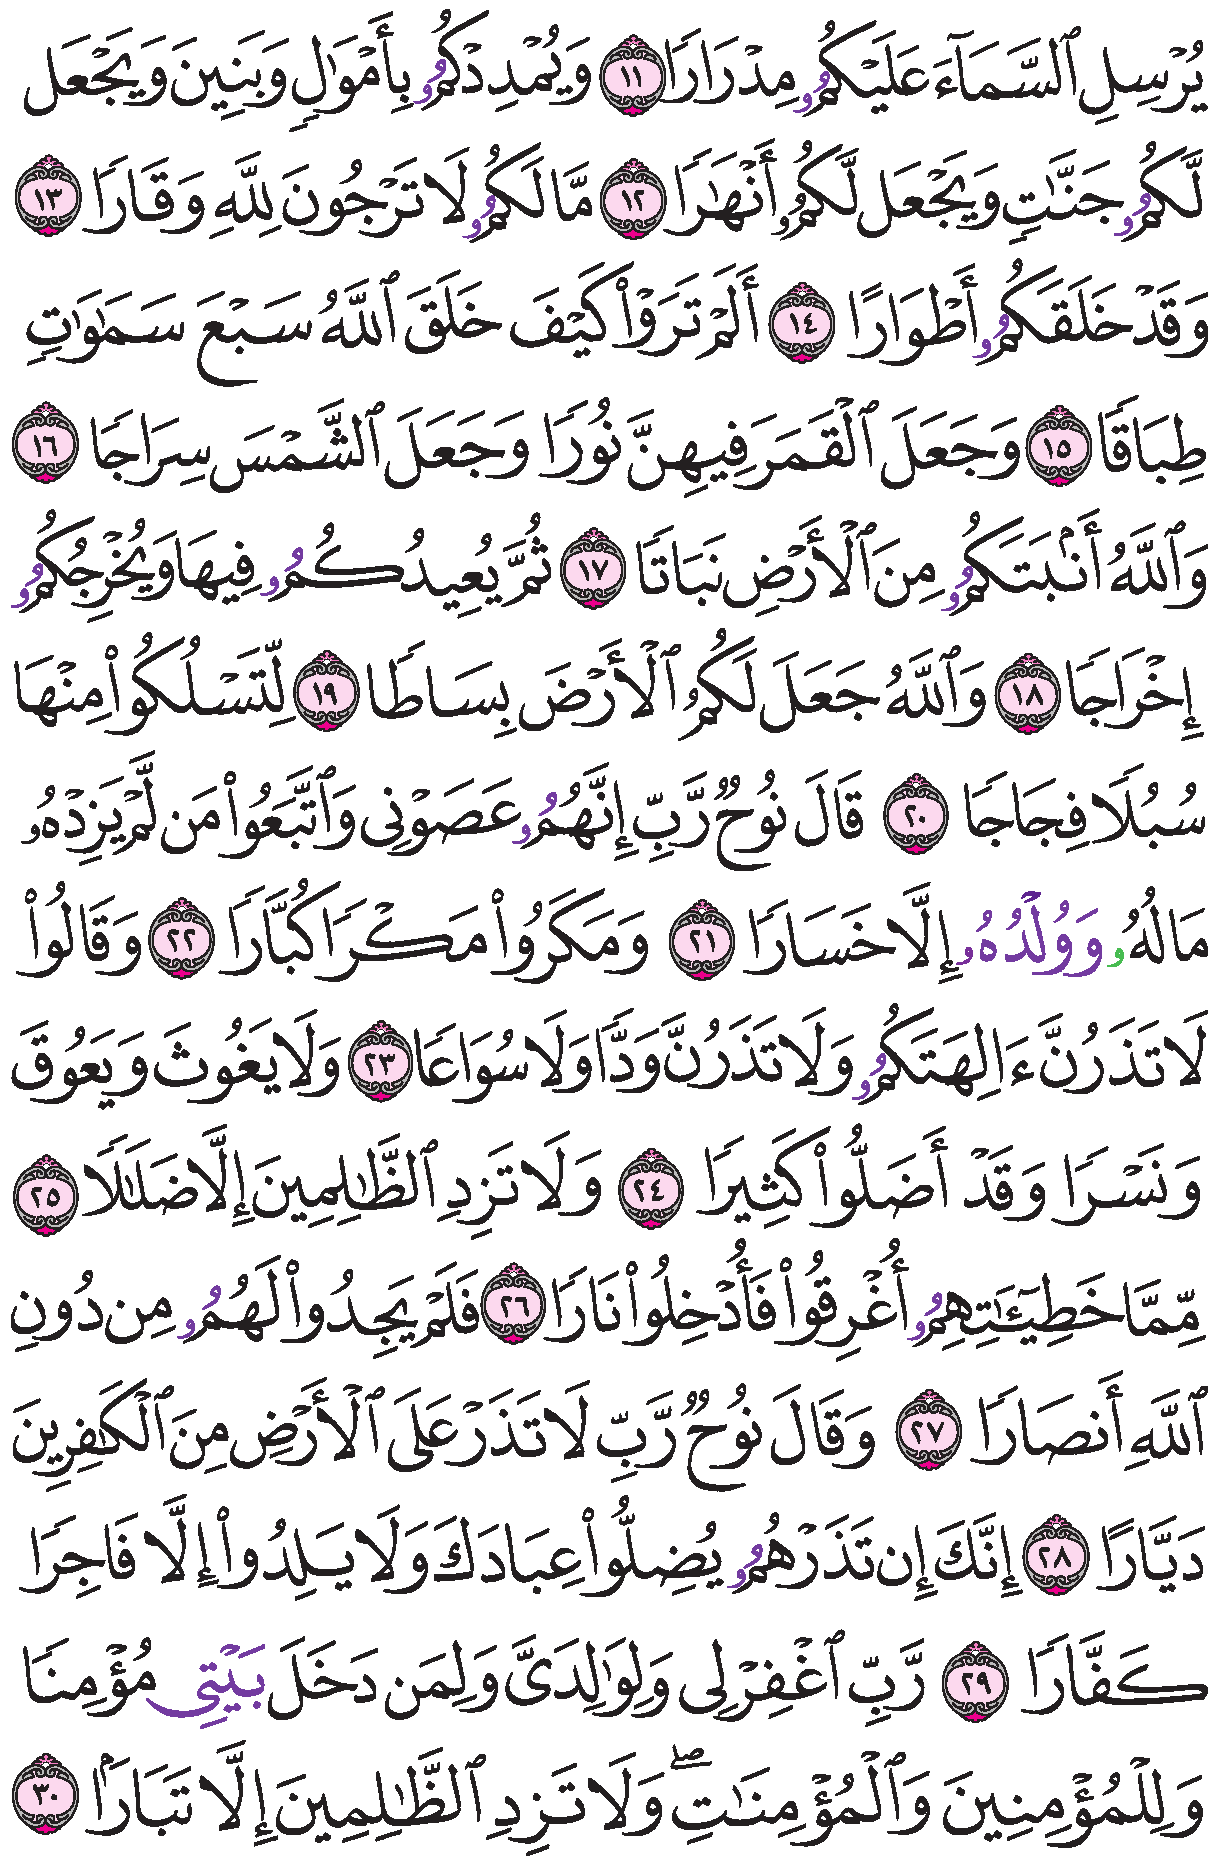 يُرْسِلِ ٱلسَّمَآءَ عَلَيْكُمُۥ مِدْرَارًا ١١ وَيُمْدِدْكُمُۥ بِأَمْوَٰلٍ وَبَنِينَ وَيَجْعَل
لَّكُمُۥ جَنَّٰتٍ وَيَجْعَل لَّكُمُۥ أَنْهَٰرًا ١٢ مَّا لَكُمُۥ لَا تَرْجُونَ لِلَّهِ وَقَارًا ١٣
وَقَدْ خَلَقَكُمُۥ أَطْوَارًا ١٤ أَلَمْ تَرَوْا۟ كَيْفَ خَلَقَ ٱللَّهُ سَبْعَ سَمَٰوَٰتٍ
طِبَاقًا ١٥ وَجَعَلَ ٱلْقَمَرَ فِيهِنَّ نُورًا وَجَعَلَ ٱلشَّمْسَ سِرَاجًا ١٦
وَٱللَّهُ أَنۢبَتَكُمُۥ مِنَ ٱلْأَرْضِ نَبَاتًا ١٧ ثُمَّ يُعِيدُكُمُۥ فِيهَا وَيُخْرِجُكُمُۥ
إِخْرَاجًا ١٨ وَٱللَّهُ جَعَلَ لَكُمُ ٱلْأَرْضَ بِسَاطًا ١٩ لِّتَسْلُكُوا۟ مِنْهَا
سُبُلًا فِجَاجًا ٢٠ قَالَ نُوحٌ رَّبِّ إِنَّهُمُۥ عَصَوْنِى وَٱتَّبَعُوا۟ مَن لَّمْ يَزِدْهُۥ
مَالُهُۥ وَوُلْدُهُۥ إِلَّا خَسَارًا ٢١ وَمَكَرُوا۟ مَكْرًا كُبَّارًا ٢٢ وَقَالُوا۟
لَا تَذَرُنَّ ءَالِهَتَكُمُۥ وَلَا تَذَرُنَّ وَدًّا وَلَا سُوَاعًا ٢٣ وَلَا يَغُوثَ وَيَعُوقَ
وَنَسْرًا وَقَدْ أَضَلُّوا۟ كَثِيرًا ٢٤ وَلَا تَزِدِ ٱلظَّٰلِمِينَ إِلَّا ضَلَٰلًا ٢٥
مِّمَّا خَطِيٓـَٰٔتِهِمُۥ أُغْرِقُوا۟ فَأُدْخِلُوا۟ نَارًا ٢٦ فَلَمْ يَجِدُوا۟ لَهُمُۥ مِن دُونِ
ٱللَّهِ أَنصَارًا ٢٧ وَقَالَ نُوحٌ رَّبِّ لَا تَذَرْ عَلَى ٱلْأَرْضِ مِنَ ٱلْكَٰفِرِينَ
دَيَّارًا ٢٨ إِنَّكَ إِن تَذَرْهُمُۥ يُضِلُّوا۟ عِبَادَكَ وَلَا يَلِدُوا۟ إِلَّا فَاجِرًا
كَفَّارًا ٢٩ رَّبِّ ٱغْفِرْ لِى وَلِوَٰلِدَىَّ وَلِمَن دَخَلَ بَيْتِى مُؤْمِنًا
وَلِلْمُؤْمِنِينَ وَٱلْمُؤْمِنَٰتِۖ وَلَا تَزِدِ ٱلظَّٰلِمِينَ إِلَّا تَبَارًۢا ٣٠